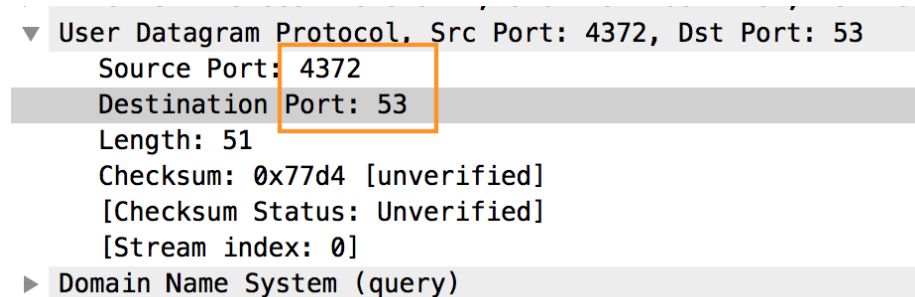 User Datagram Protocol, Src Port: 4372, Dst Port: 53
Source Port: 4372
Destination Port: 53
Length: 51
Checksum: 0x77d4 [unverified]
[Checksum Status: Unverified]
[Stream index: 0]
Domain Name System (query)